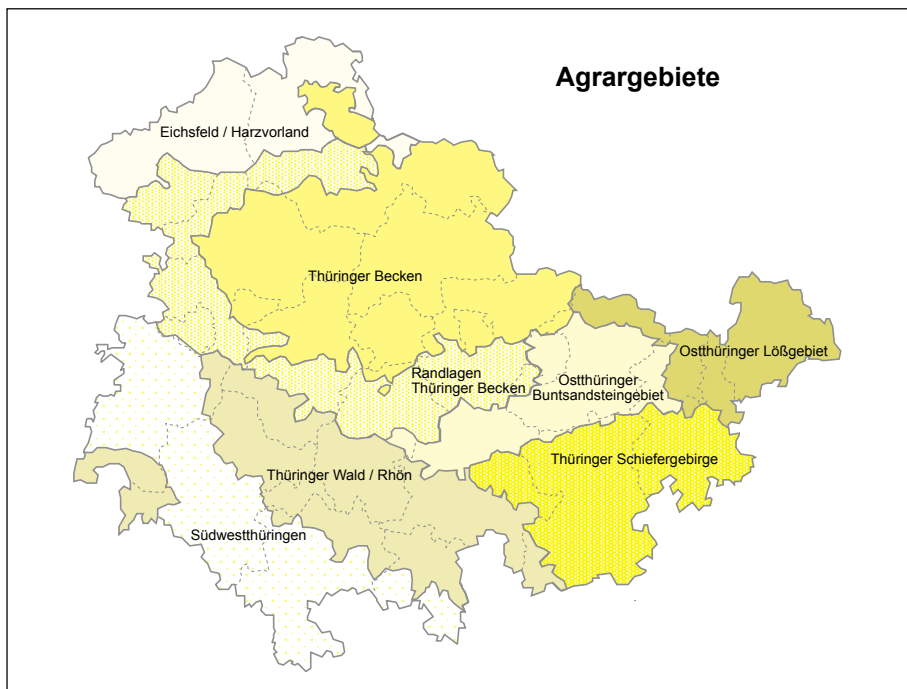 Agrargebiete
Eichsfeld / Harzvorland
Thüringer Becken
Ostthüringer Lößgebiet
Randlagen
Thüringer Becken
Ostthüringer
Buntsandsteingebiet
Thüringer Schiefergebirge
Thüringer Wald / Rhön
Südwestthüringen